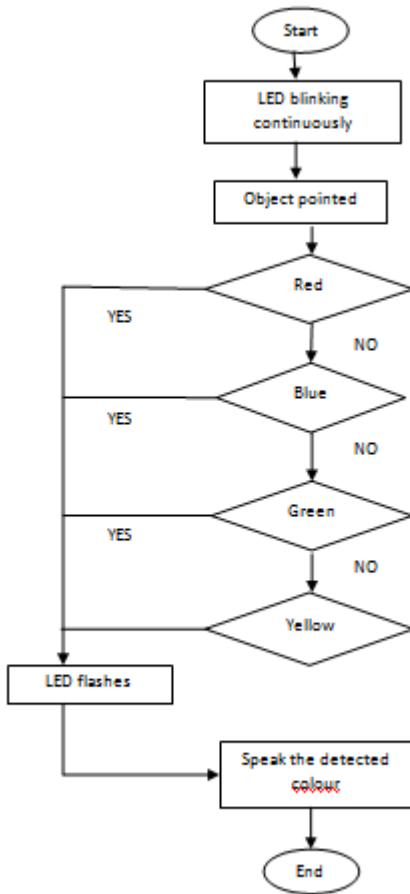 Start
LED blinking
continuously
Object pointed
Red
YES
NO
Blue
YES
NO
Green
YES
NO
Yellow
LED flashes
Speak the detected
colour
End